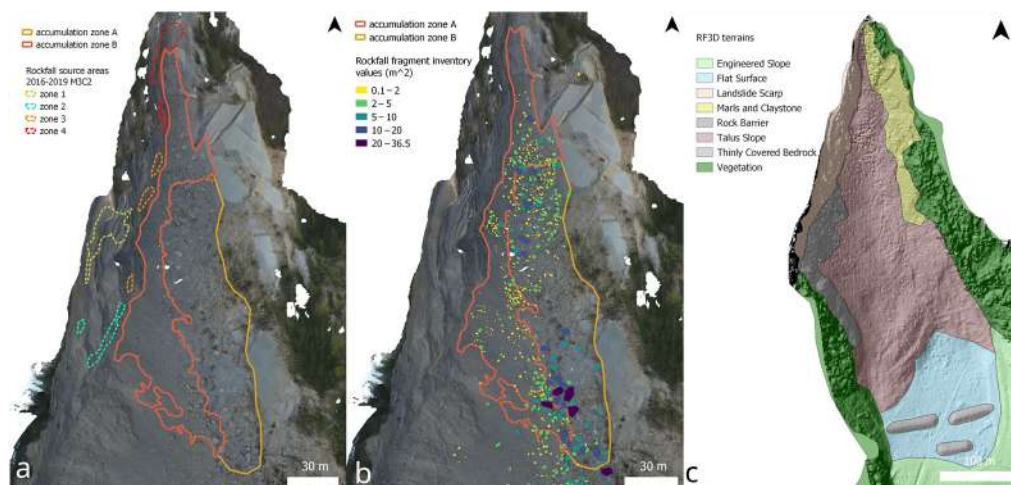 accumulation zone A
accumulation zone B
Rockfall source areas
2016-2019 M3C2
zone 1
zone 2
zone 3
zone 4
a
30 m
accumulation zone A
accumulation zone B
Rockfall fragment inventory
values (m^2)
0.1 – 2
2 – 5
5 – 10
10 – 20
20 – 36.5
b
30 m
RF3D terrains
Engineered Slope
Flat Surface
Landslide Scarp
Marls and Claystone
Rock Barrier
Talus Slope
Thinly Covered Bedrock
Vegetation
c
100 m